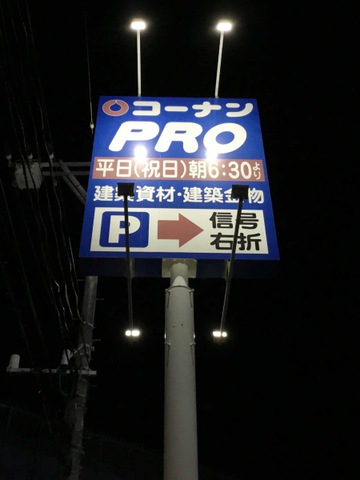 コーナン
PRO
平日(祝日)朝6:30より
建築資材・建築金物
P → 信号
右折